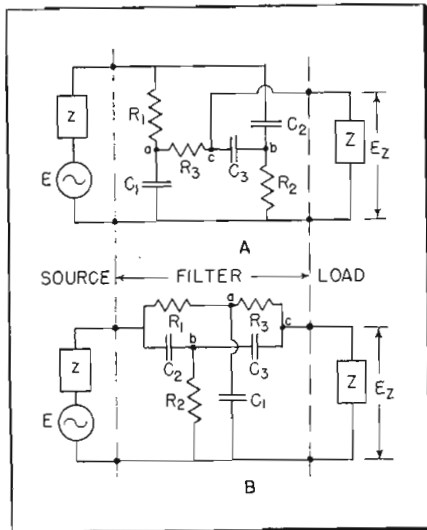 R1
C2
Z
a
c
b
Z
EZ
R3
C3
E
C1
R2
A
SOURCE
FILTER
LOAD
a
R1
R3
c
b
C2
C3
Z
Z
EZ
R2
C1
E
B